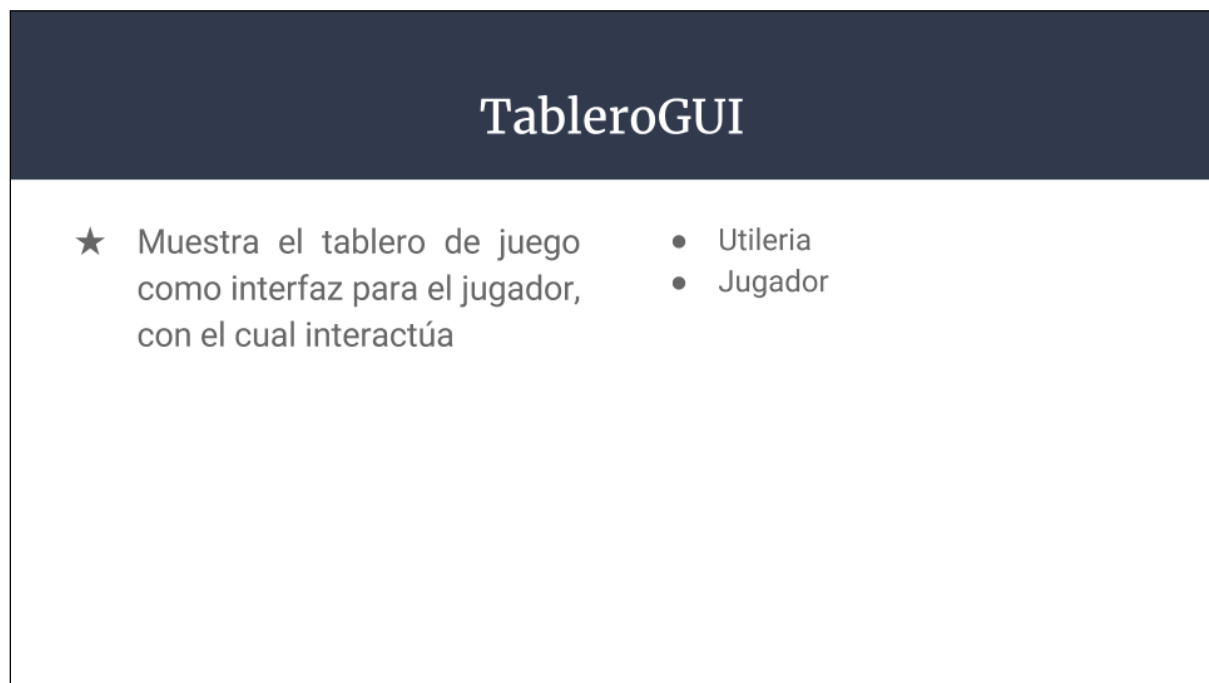 TableroGUI
★ Muestra el tablero de juego
como interfaz para el jugador,
con el cual interactúa
● Utileria
● Jugador